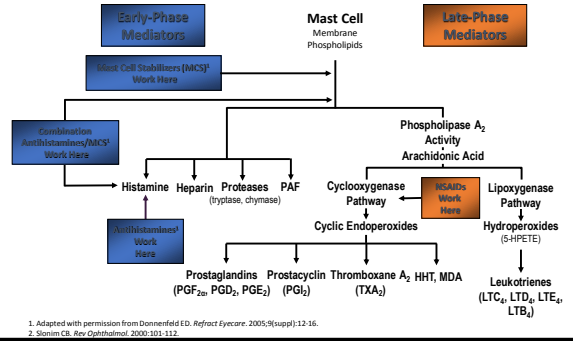 Early-Phase
Mediators
Mast Cell
Membrane
Phospholipids
Late-Phase
Mediators
Mast Cell Stabilizers (MCS)¹
Work Here
Combination
Antihistamines/MCS¹
Work Here
Phospholipase A₂
Activity
Arachidonic Acid
Histamine
Heparin
Proteases
(tryptase, chymase)
PAF
Cyclooxygenase
Pathway
NSAIDs
Work
Here
Lipoxygenase
Pathway
Antihistamines¹
Work
Here
Cyclic Endoperoxides
Hydroperoxides
(5-HPETE)
Prostaglandins
(PGF₂α, PGD₂, PGE₂)
Prostacyclin
(PGI₂)
Thromboxane A₂
(TXA₂)
HHT, MDA
Leukotrienes
(LTC₄, LTD₄, LTE₄,
LTB₄)
1. Adapted with permission from Donnenfeld ED. Refract Eyecare. 2005;9(suppl):12-16.
2. Slonim CB. Rev Ophthalmol. 2000:101-112.